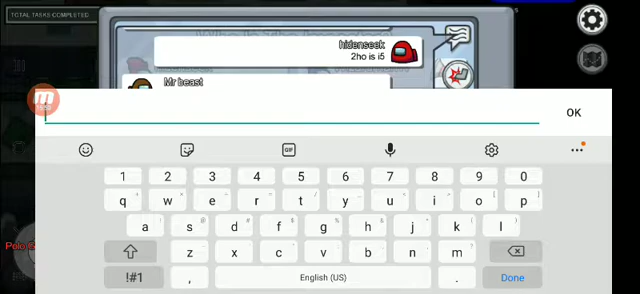 TOTAL TASKS COMPLETED
hidenseek
2ho is i5
Mr beast
OK
GIF
1 2 3 4 5 6 7 8 9 0
q w e r t y u i o p
a s d f g h j k l
z x c v b n m
!#1 , English (US) . Done